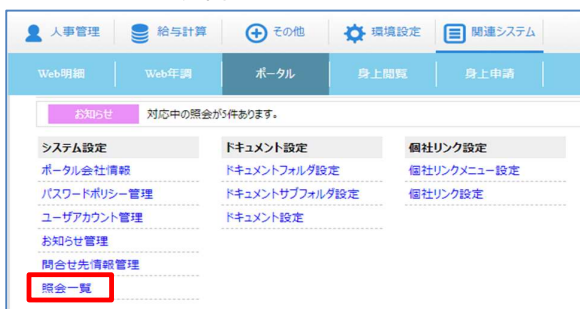 人事管理 給与計算 その他 環境設定 関連システム
Web明細 Web年調 ポータル 身上閲覧 身上申請
お知らせ 対応中の照会が5件あります。
システム設定 ドキュメント設定 個社リンク設定
ポータル会社情報 ドキュメントフォルダ設定 個社リンクメニュー設定
パスワードポリシー管理 ドキュメントサブフォルダ設定 個社リンク設定
ユーザアカウント管理 ドキュメント設定
お知らせ管理
問合せ先情報管理
照会一覧